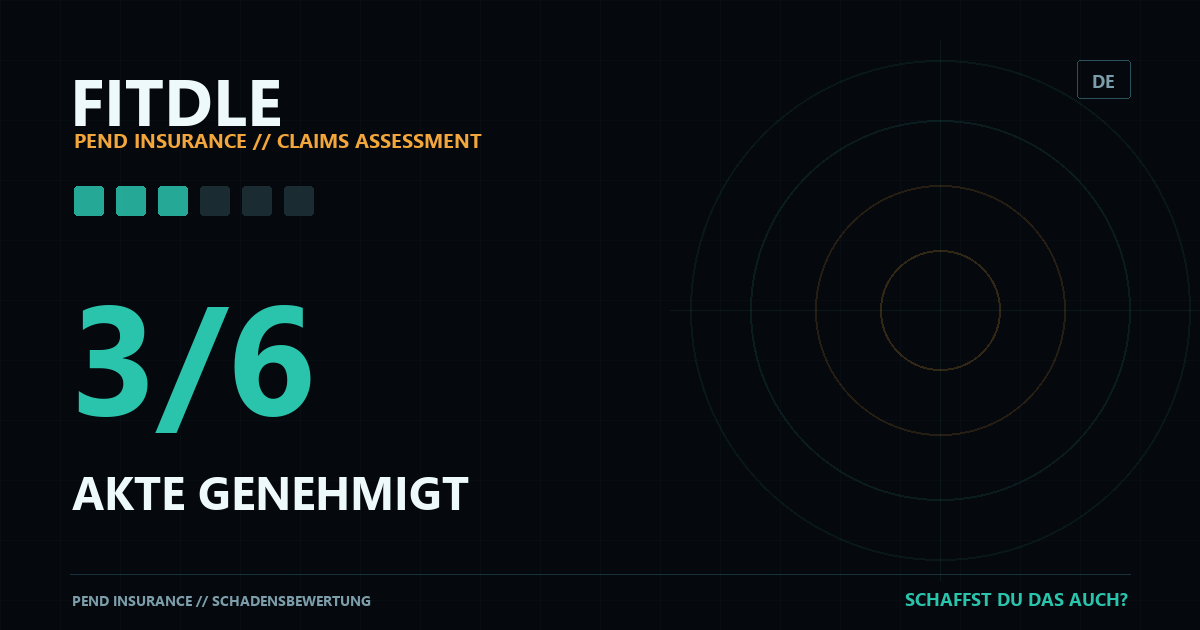 FITDLE
DE
PEND INSURANCE // CLAIMS ASSESSMENT
3/6
AKTE GENEHMIGT
PEND INSURANCE // SCHADENSBEWERTUNG
SCHAFFST DU DAS AUCH?